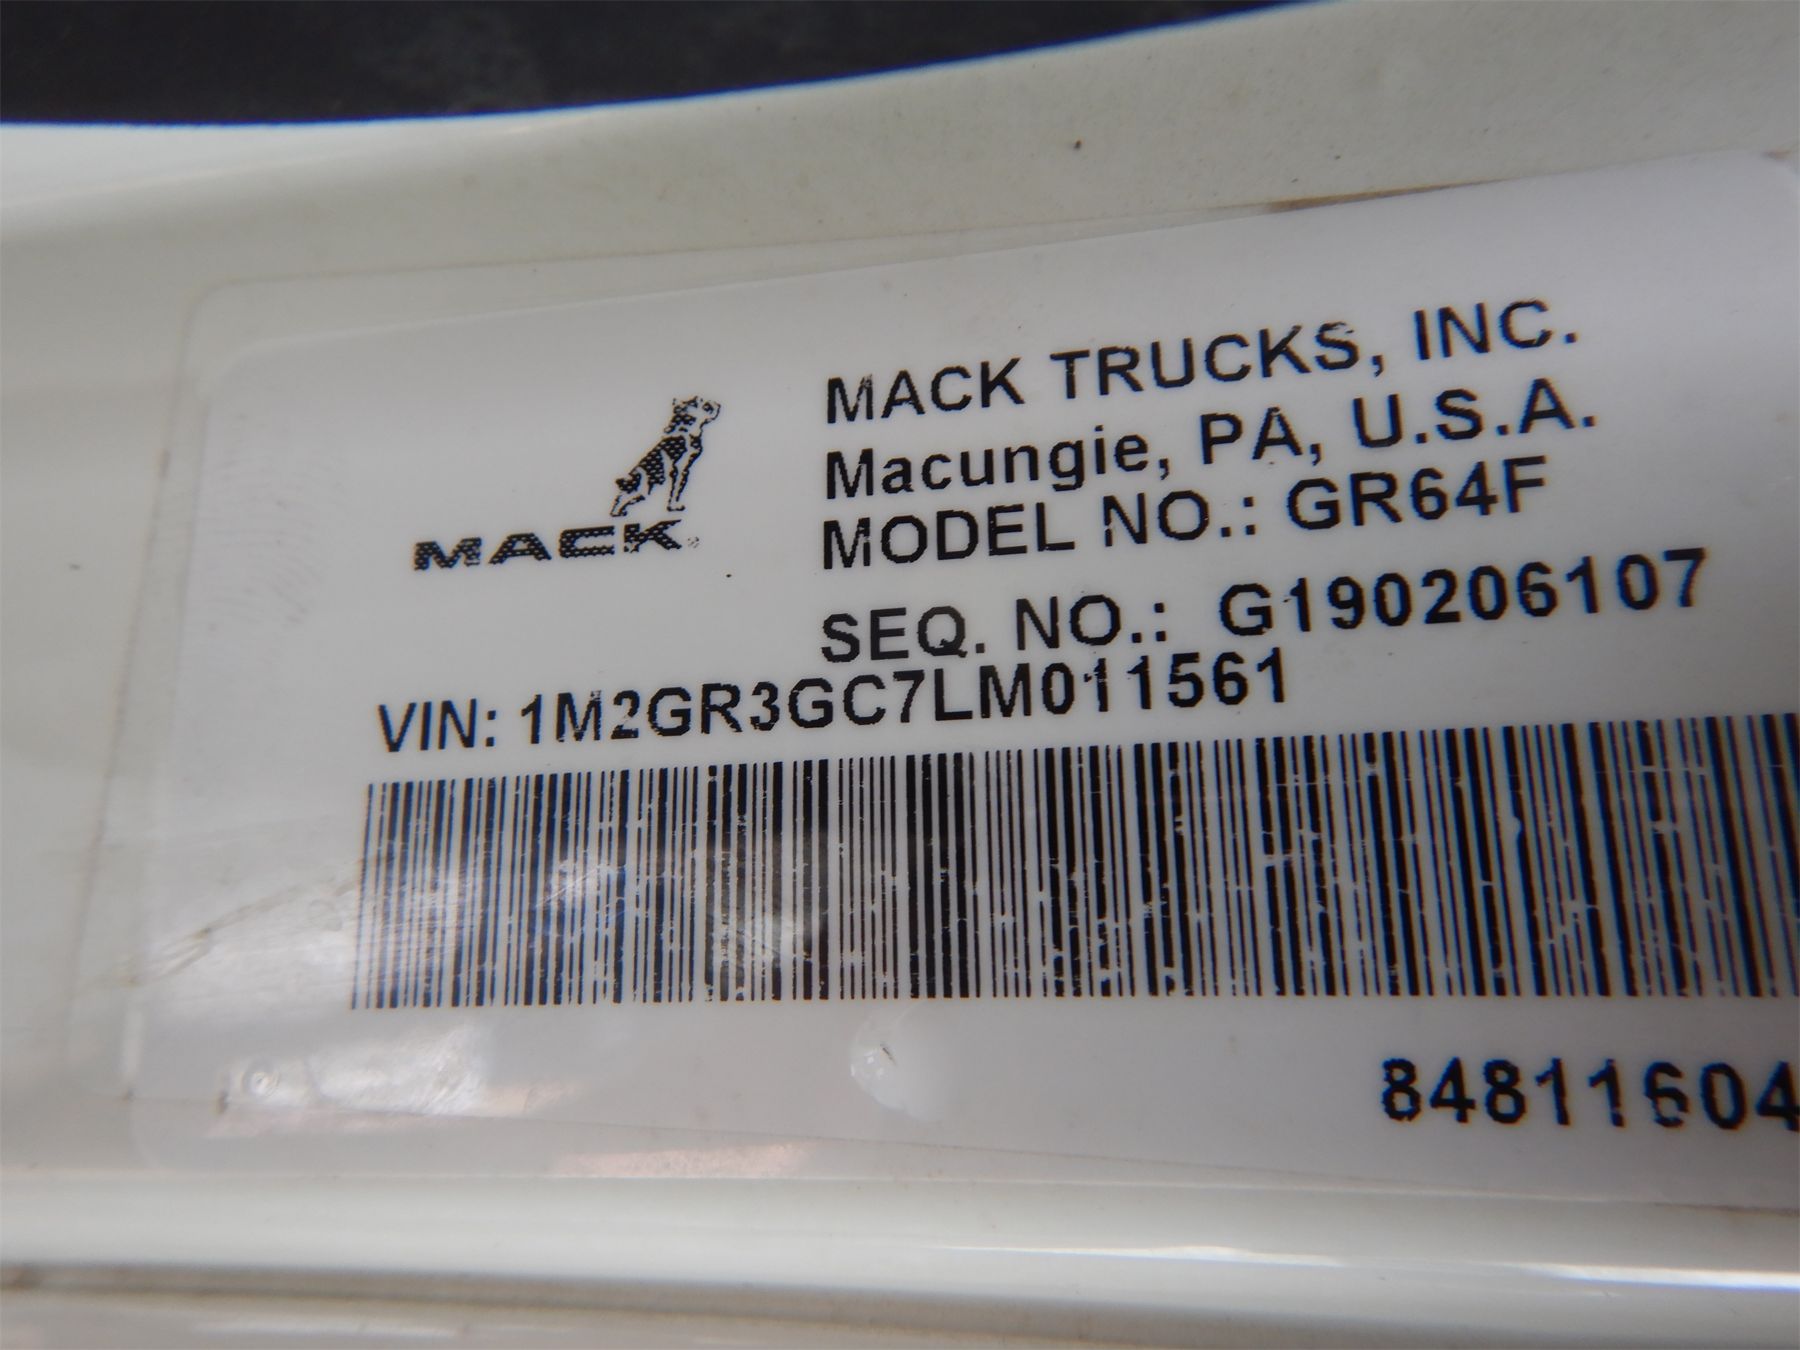 MACK
MACK TRUCKS, INC.
Macungie, PA, U.S.A.
MODEL NO.: GR64F
SEQ. NO.: G190206107
VIN: 1M2GR3GC7LM011561
84811604